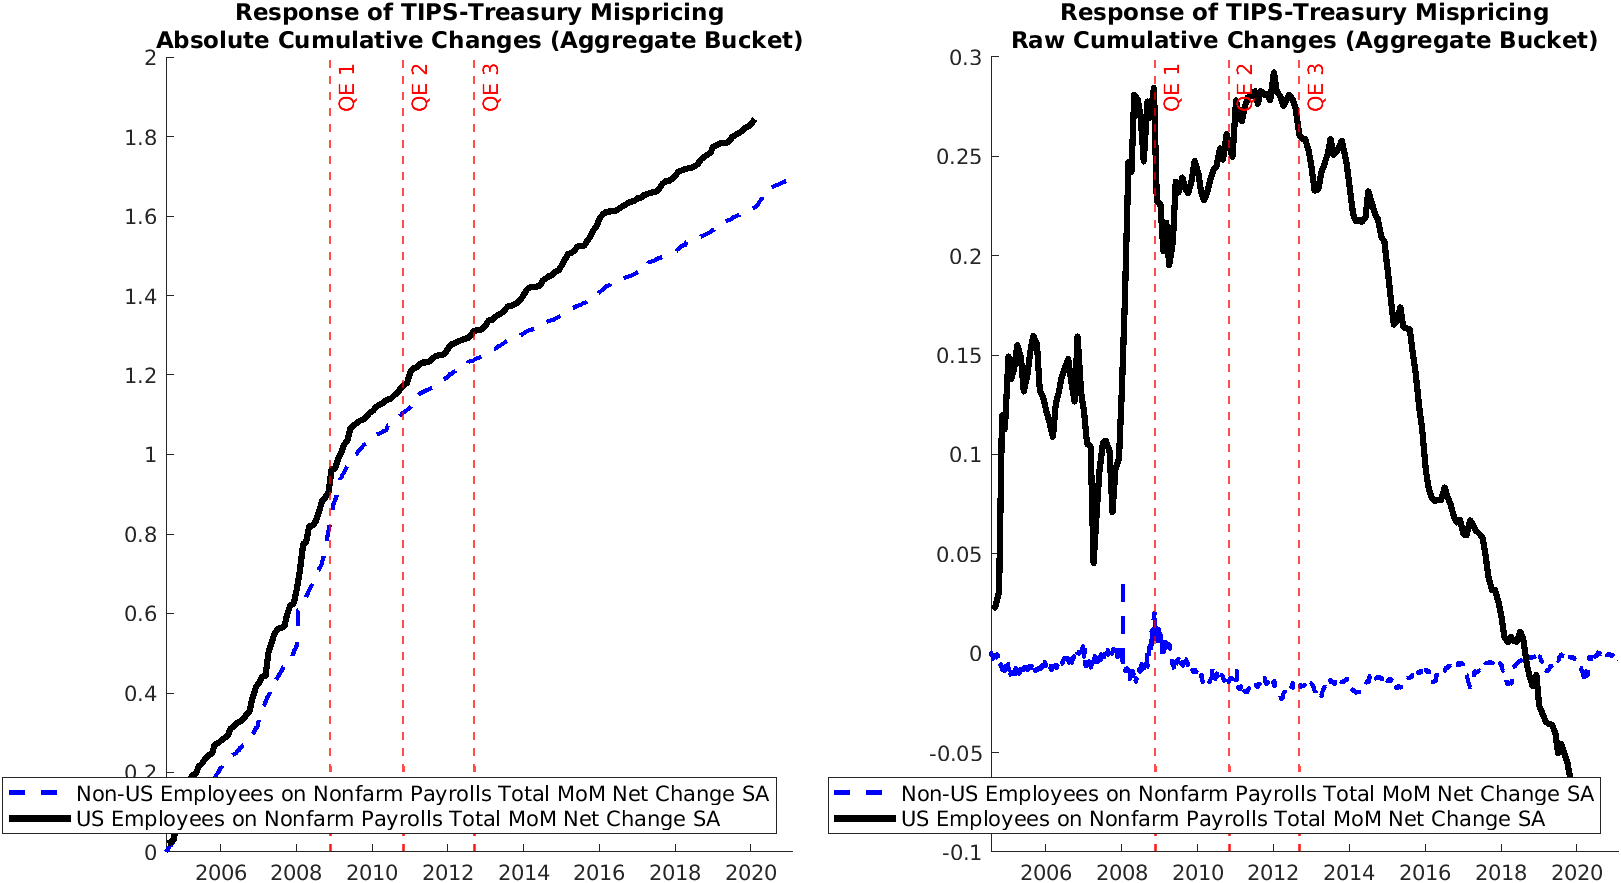 Response of TIPS-Treasury Mispricing
Absolute Cumulative Changes (Aggregate Bucket)
2
1.8
1.6
1.4
1.2
1
0.8
0.6
0.4
0.2
0
QE 1
QE 2
QE 3
Non-US Employees on Nonfarm Payrolls Total MoM Net Change SA
US Employees on Nonfarm Payrolls Total MoM Net Change SA
2006 2008 2010 2012 2014 2016 2018 2020
Response of TIPS-Treasury Mispricing
Raw Cumulative Changes (Aggregate Bucket)
0.3
0.25
0.2
0.15
0.1
0.05
0
-0.05
-0.1
QE 1
QE 2
QE 3
Non-US Employees on Nonfarm Payrolls Total MoM Net Change SA
US Employees on Nonfarm Payrolls Total MoM Net Change SA
2006 2008 2010 2012 2014 2016 2018 2020